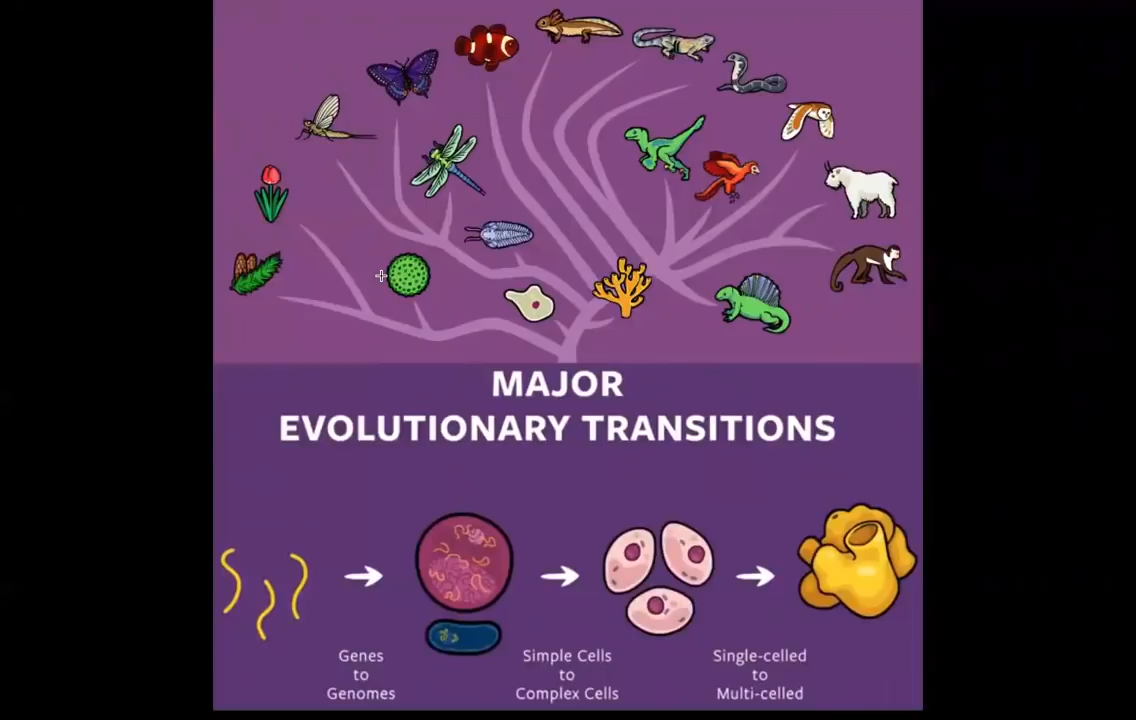 MAJOR
EVOLUTIONARY TRANSITIONS
Genes
to
Genomes
Simple Cells
to
Complex Cells
Single-celled
to
Multi-celled